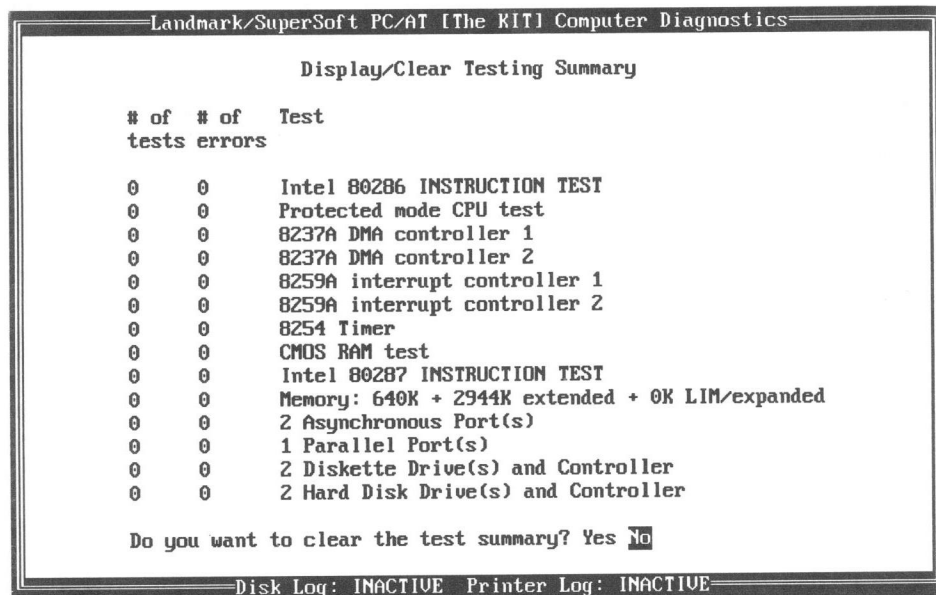 Landmark/SuperSoft PC/AT [The KIT] Computer Diagnostics
Display/Clear Testing Summary
# of # of Test
tests errors
0 0 Intel 80286 INSTRUCTION TEST
0 0 Protected mode CPU test
0 0 8237A DMA controller 1
0 0 8237A DMA controller 2
0 0 8259A interrupt controller 1
0 0 8259A interrupt controller 2
0 0 8254 Timer
0 0 CMOS RAM test
0 0 Intel 80287 INSTRUCTION TEST
0 0 Memory: 640K + 2944K extended + 0K LIM/expanded
0 0 2 Asynchronous Port(s)
0 0 1 Parallel Port(s)
0 0 2 Diskette Drive(s) and Controller
0 0 2 Hard Disk Drive(s) and Controller
Do you want to clear the test summary? Yes No
Disk Log: INACTIVE Printer Log: INACTIVE